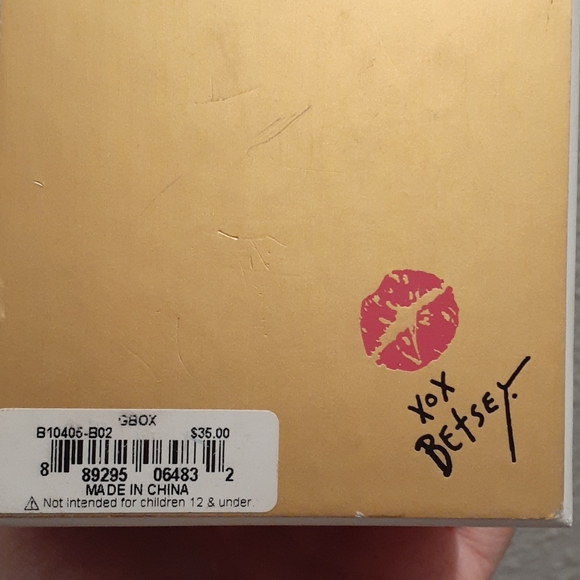 XOX
BEtSEY.
GBOX
B10405-B02 $35.00
8 89295 06483 2
MADE IN CHINA
⚠ Not Intended for children 12 & under.